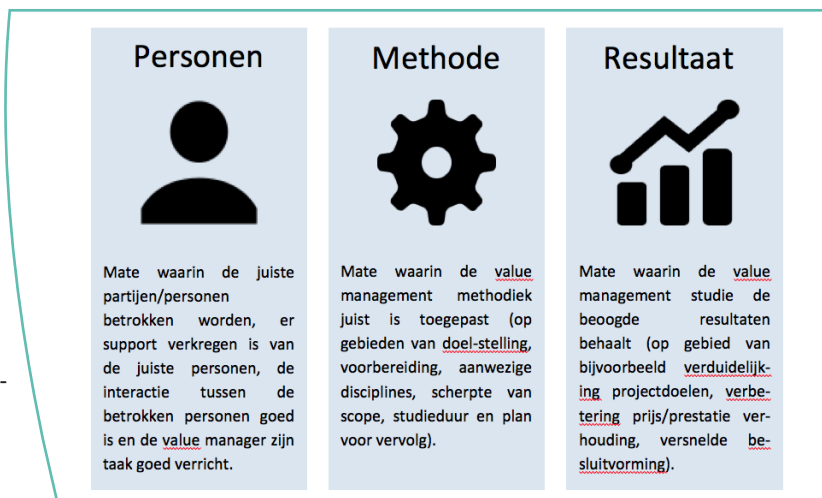 Personen
Mate waarin de juiste
partijen/personen
betrokken worden, er
support verkregen is van
de juiste personen, de
interactie tussen de
betrokken personen goed
is en de value manager zijn
taak goed verricht.
Methode
Mate waarin de value
management methodiek
juist is toegepast (op
gebieden van doel-stelling,
voorbereiding, aanwezige
disciplines, scherpte van
scope, studieduur en plan
voor vervolg).
Resultaat
Mate waarin de value
management studie de
beoogde resultaten
behaalt (op gebied van
bijvoorbeeld verduidelijk-
ing projectdoelen, verbe-
tering prijs/prestatie ver-
houding, versnelde be-
sluitvorming).
-